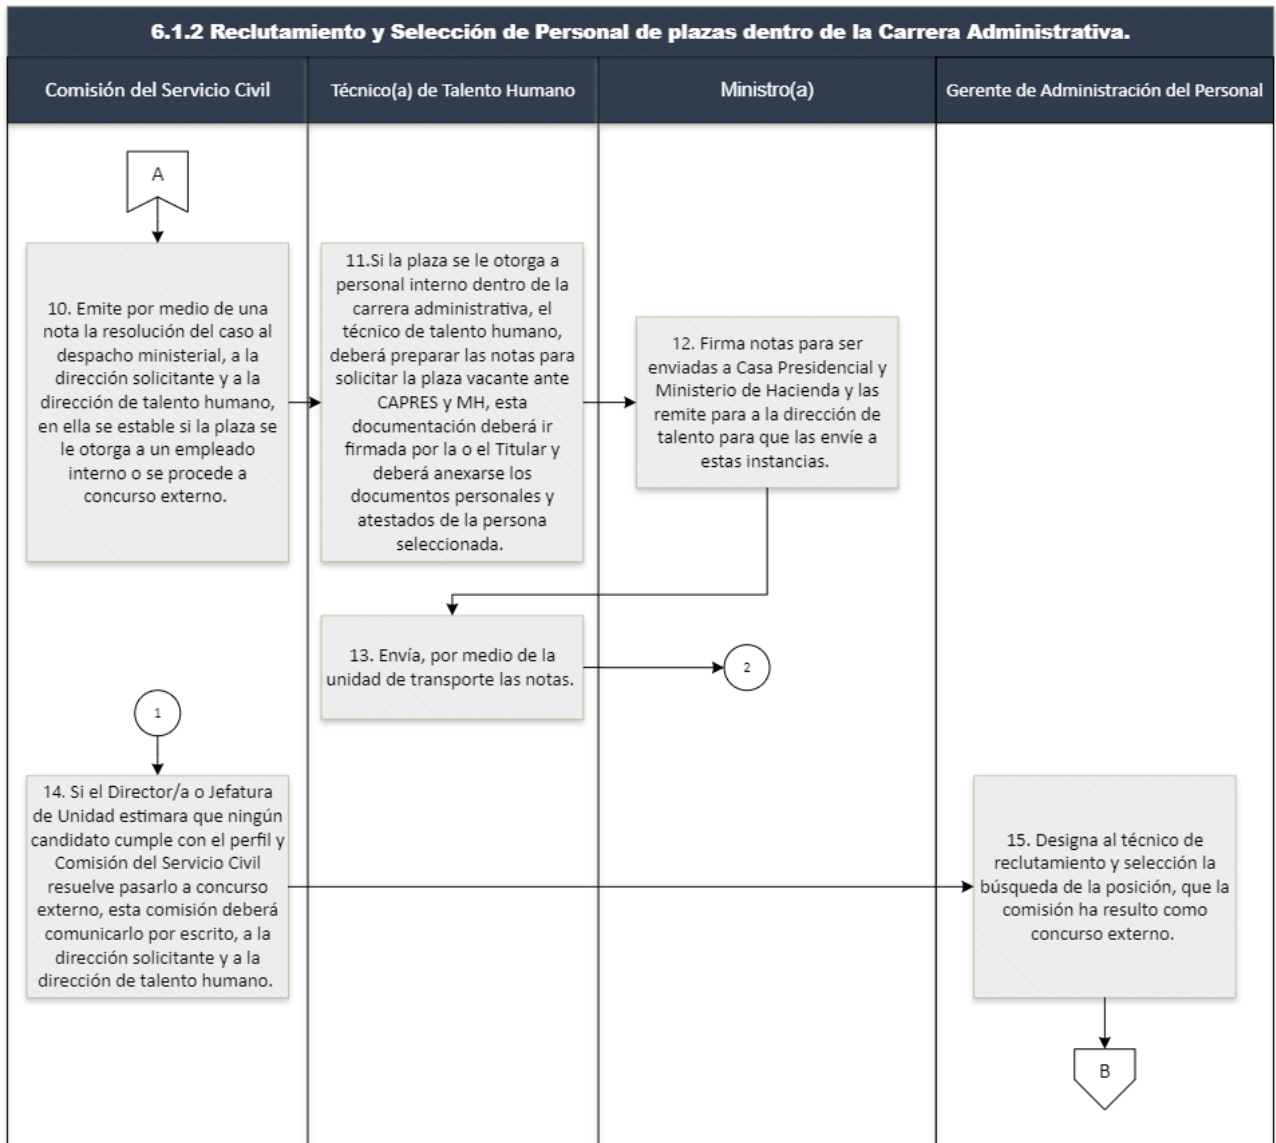 6.1.2 Reclutamiento y Selección de Personal de plazas dentro de la Carrera Administrativa.
Comisión del Servicio Civil
Técnico(a) de Talento Humano
Ministro(a)
Gerente de Administración del Personal
A
10. Emite por medio de una
nota la resolución del caso al
despacho ministerial, a la
dirección solicitante y a la
dirección de talento humano,
en ella se estable si la plaza se
le otorga a un empleado
interno o se procede a
concurso externo.
11.Si la plaza se le otorga a
personal interno dentro de la
carrera administrativa, el
técnico de talento humano,
deberá preparar las notas para
solicitar la plaza vacante ante
CAPRES y MH, esta
documentación deberá ir
firmada por la o el Titular y
deberá anexarse los
documentos personales y
atestados de la persona
seleccionada.
12. Firma notas para ser
enviadas a Casa Presidencial y
Ministerio de Hacienda y las
remite para a la dirección de
talento para que las envíe a
estas instancias.
13. Envía, por medio de la
unidad de transporte las notas.
2
1
14. Si el Director/a o Jefatura
de Unidad estimara que ningún
candidato cumple con el perfil y
Comisión del Servicio Civil
resuelve pasarlo a concurso
externo, esta comisión deberá
comunicarlo por escrito, a la
dirección solicitante y a la
dirección de talento humano.
15. Designa al técnico de
reclutamiento y selección la
búsqueda de la posición, que la
comisión ha resulto como
concurso externo.
B